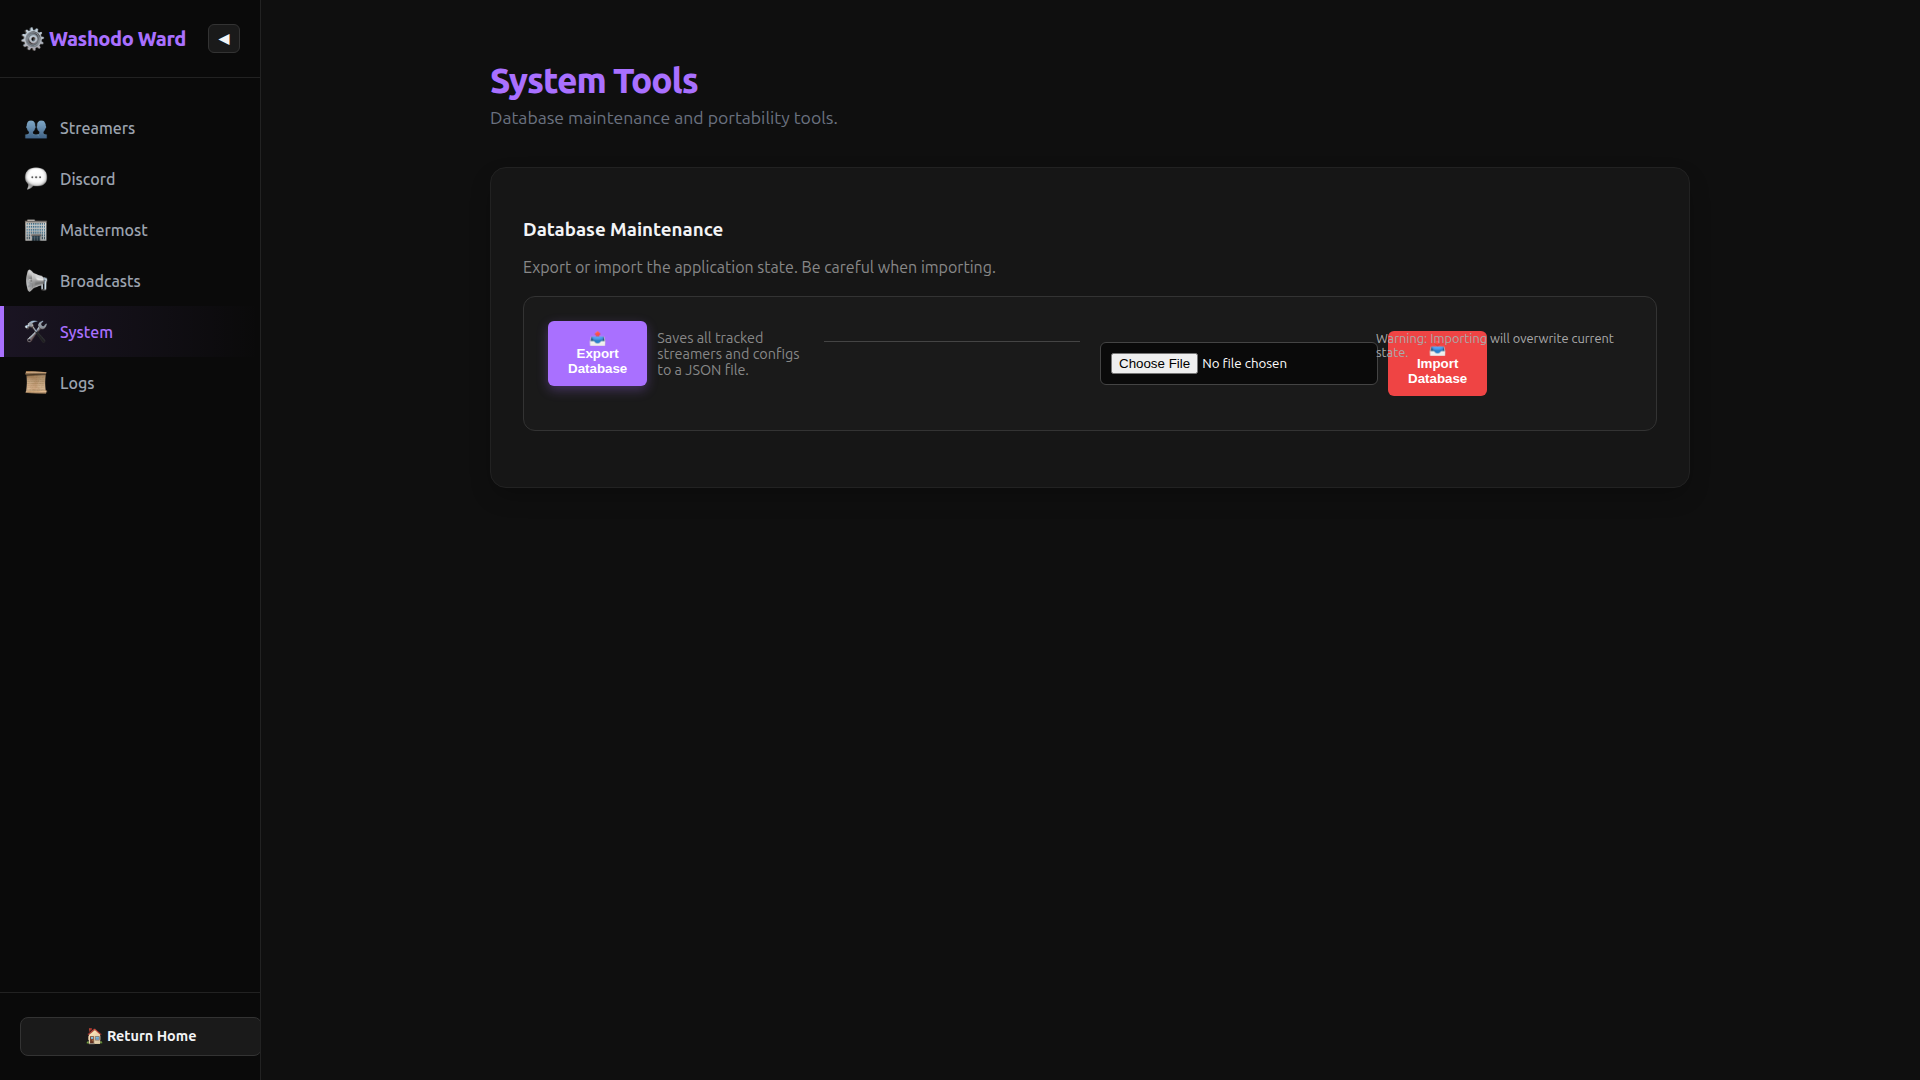 Washodo Ward
Streamers
Discord
Mattermost
Broadcasts
System
Logs
Return Home
System Tools
Database maintenance and portability tools.
Database Maintenance
Export or import the application state. Be careful when importing.
Export
Database
Saves all tracked
streamers and configs
to a JSON file.
Choose File No file chosen
Import
Database
Warning: Importing will overwrite current
state.